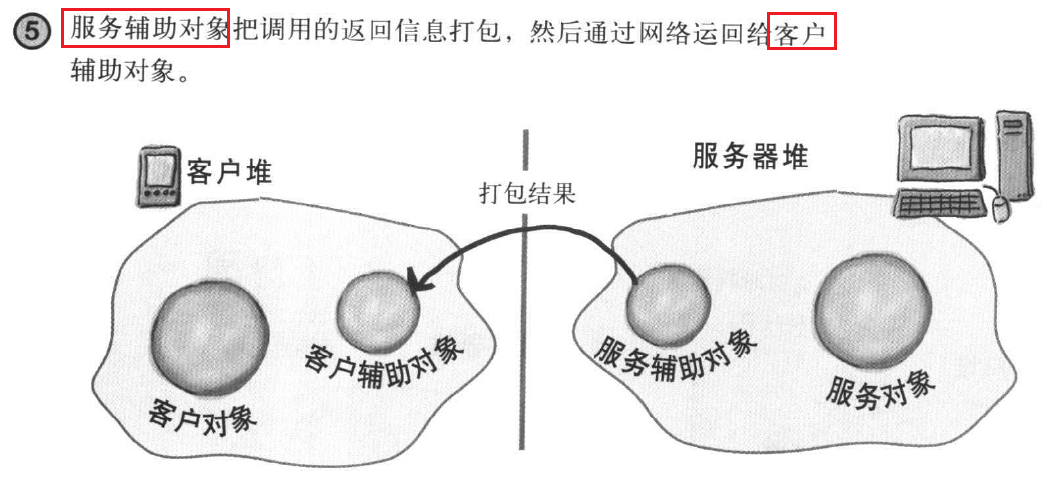 5 服务辅助对象把调用的返回信息打包，然后通过网络运回给客户
辅助对象。
客户堆
服务器堆
打包结果
客户辅助对象
服务辅助对象
客户对象
服务对象